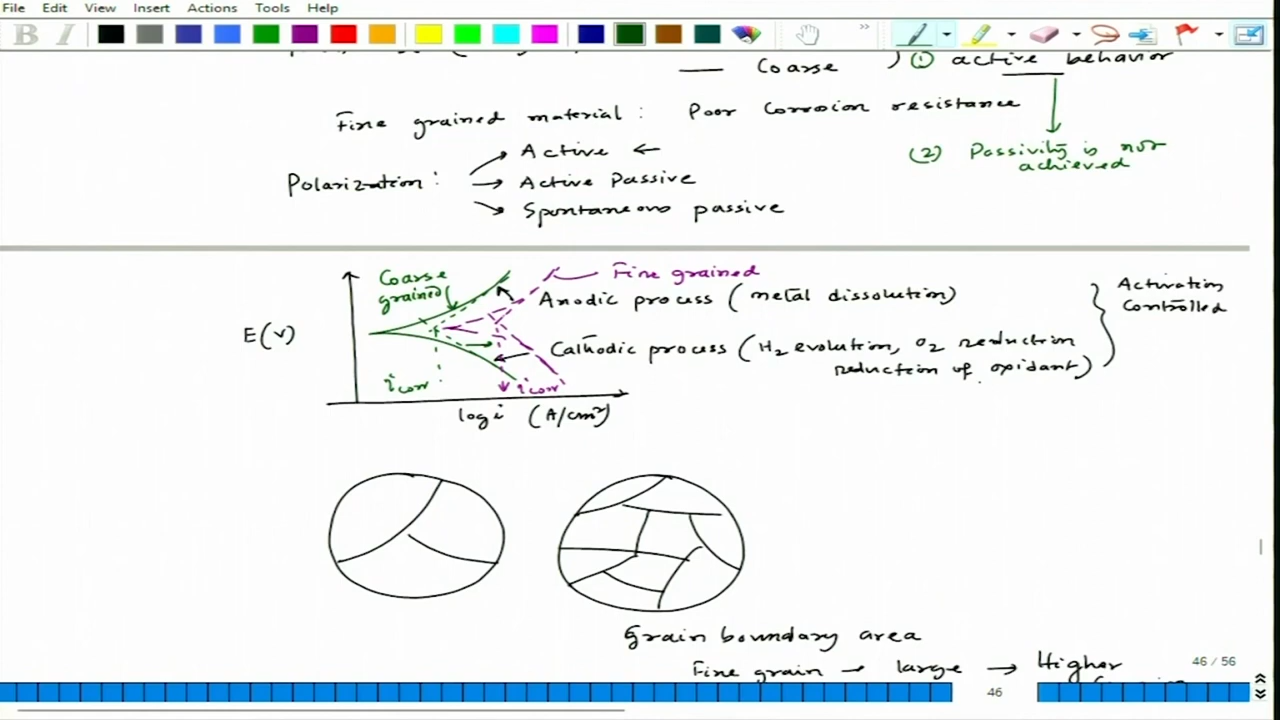 File Edit View Insert Actions Tools Help
B I
Coarse ) ① active behavior
Fine grained material : Poor Corroion resistance
(2) Passivity is not
achieved
Polarization :
Active
Active Passive
Spontaneous passive
Coarse
grained
Fine grained
Anodic process (metal dissolution)
Activation
Controlled
E(v)
Cathodic process (H2 evolution, O2 reduction
reduction of oxidant)
icorr
icorr
log i (A/cm²)
Grain boundary area
Fine grain → large → Higher
46 / 56
46